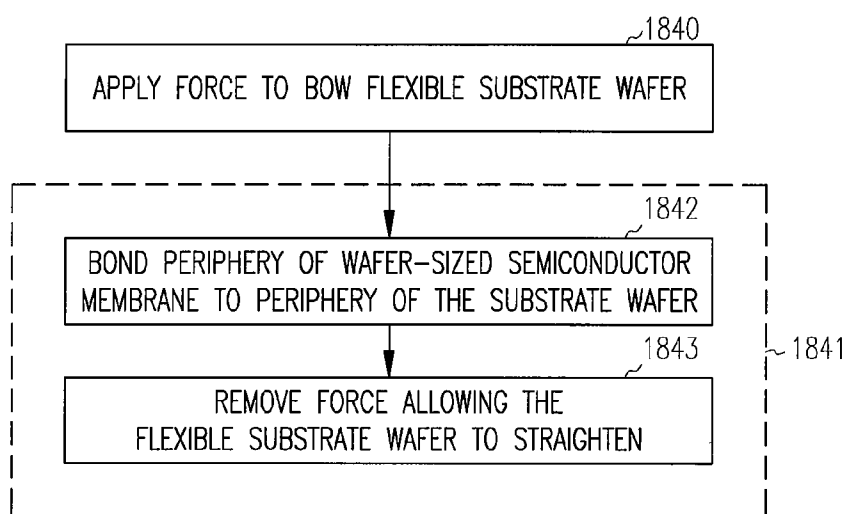 1840
APPLY FORCE TO BOW FLEXIBLE SUBSTRATE WAFER
1842
BOND PERIPHERY OF WAFER-SIZED SEMICONDUCTOR
MEMBRANE TO PERIPHERY OF THE SUBSTRATE WAFER
1841
1843
REMOVE FORCE ALLOWING THE
FLEXIBLE SUBSTRATE WAFER TO STRAIGHTEN